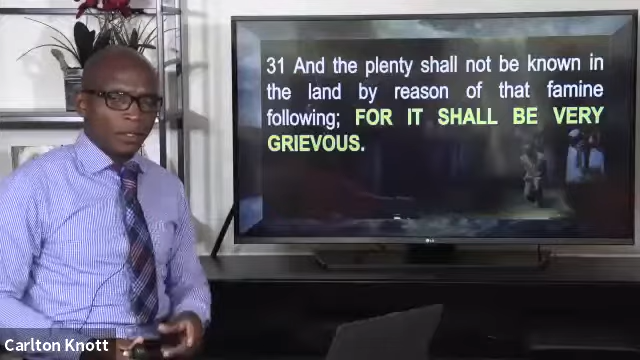 31 And the plenty shall not be known in
the land by reason of that famine
following; FOR IT SHALL BE VERY
GRIEVOUS.
LG
Carlton Knott